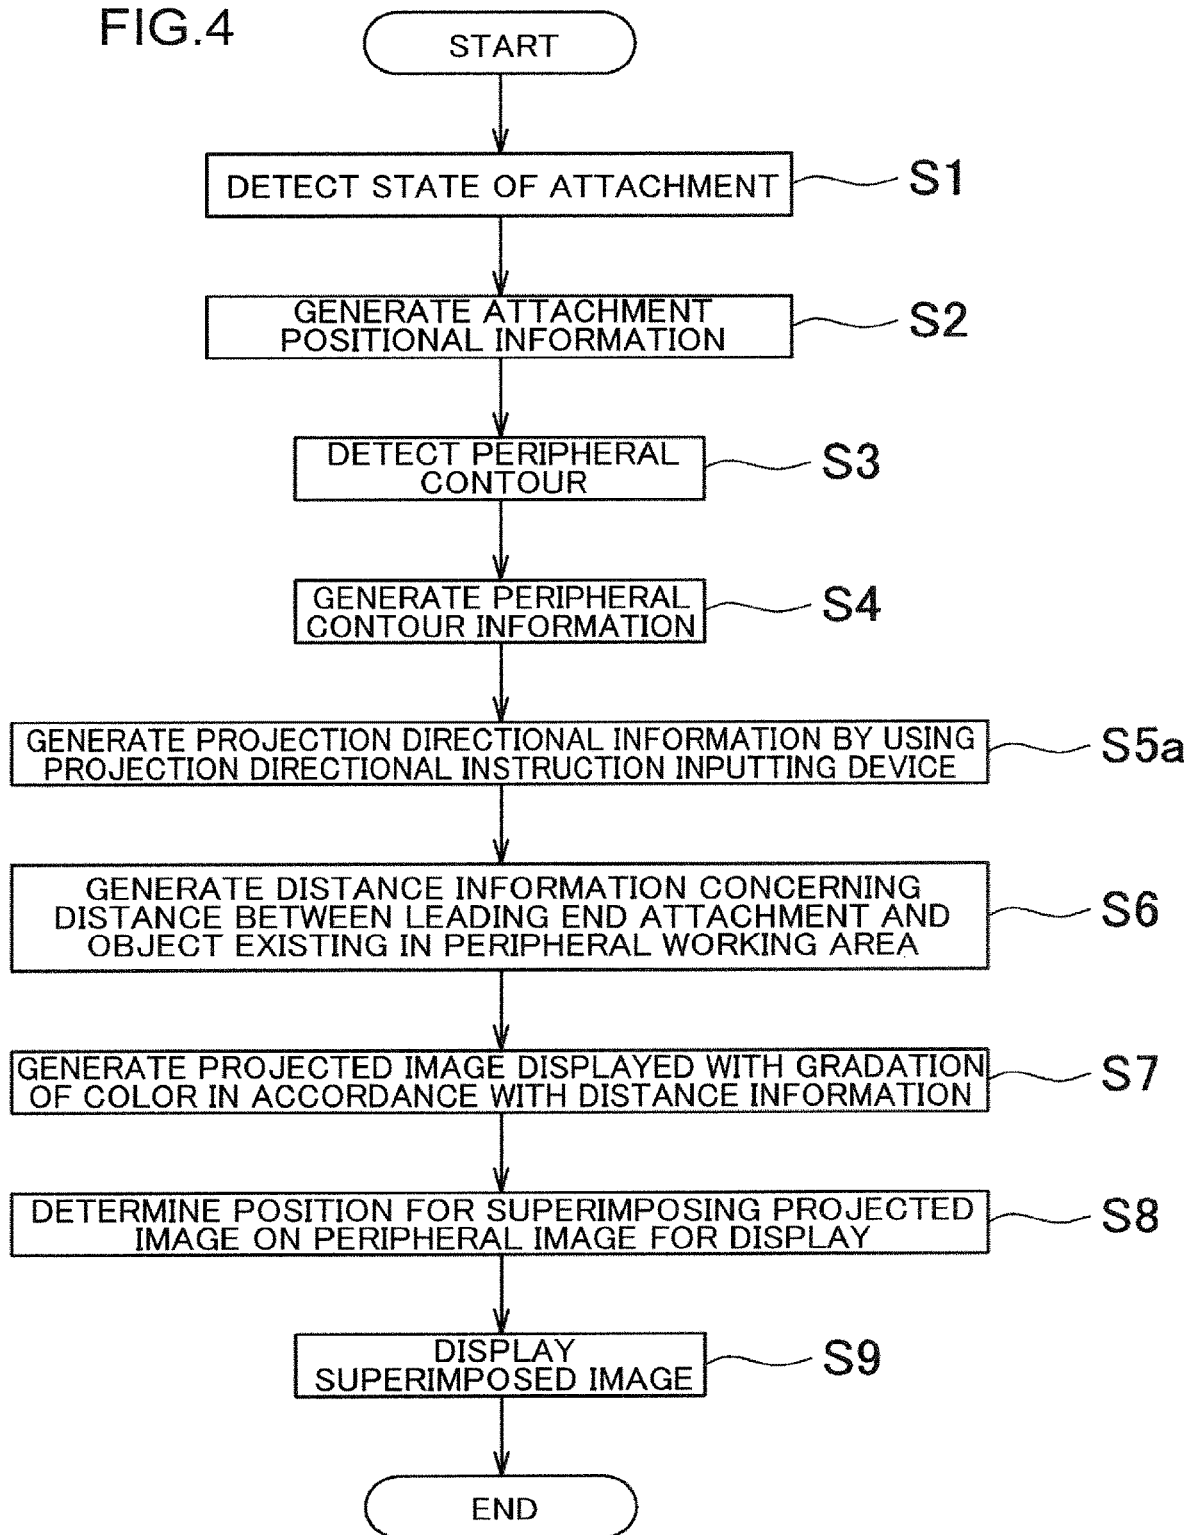 FIG.4
START
DETECT STATE OF ATTACHMENT
S1
GENERATE ATTACHMENT
POSITIONAL INFORMATION
S2
DETECT PERIPHERAL
CONTOUR
S3
GENERATE PERIPHERAL
CONTOUR INFORMATION
S4
GENERATE PROJECTION DIRECTIONAL INFORMATION BY USING
PROJECTION DIRECTIONAL INSTRUCTION INPUTTING DEVICE
S5a
GENERATE DISTANCE INFORMATION CONCERNING
DISTANCE BETWEEN LEADING END ATTACHMENT AND
OBJECT EXISTING IN PERIPHERAL WORKING AREA
S6
GENERATE PROJECTED IMAGE DISPLAYED WITH GRADATION
OF COLOR IN ACCORDANCE WITH DISTANCE INFORMATION
S7
DETERMINE POSITION FOR SUPERIMPOSING PROJECTED
IMAGE ON PERIPHERAL IMAGE FOR DISPLAY
S8
DISPLAY
SUPERIMPOSED IMAGE
S9
END